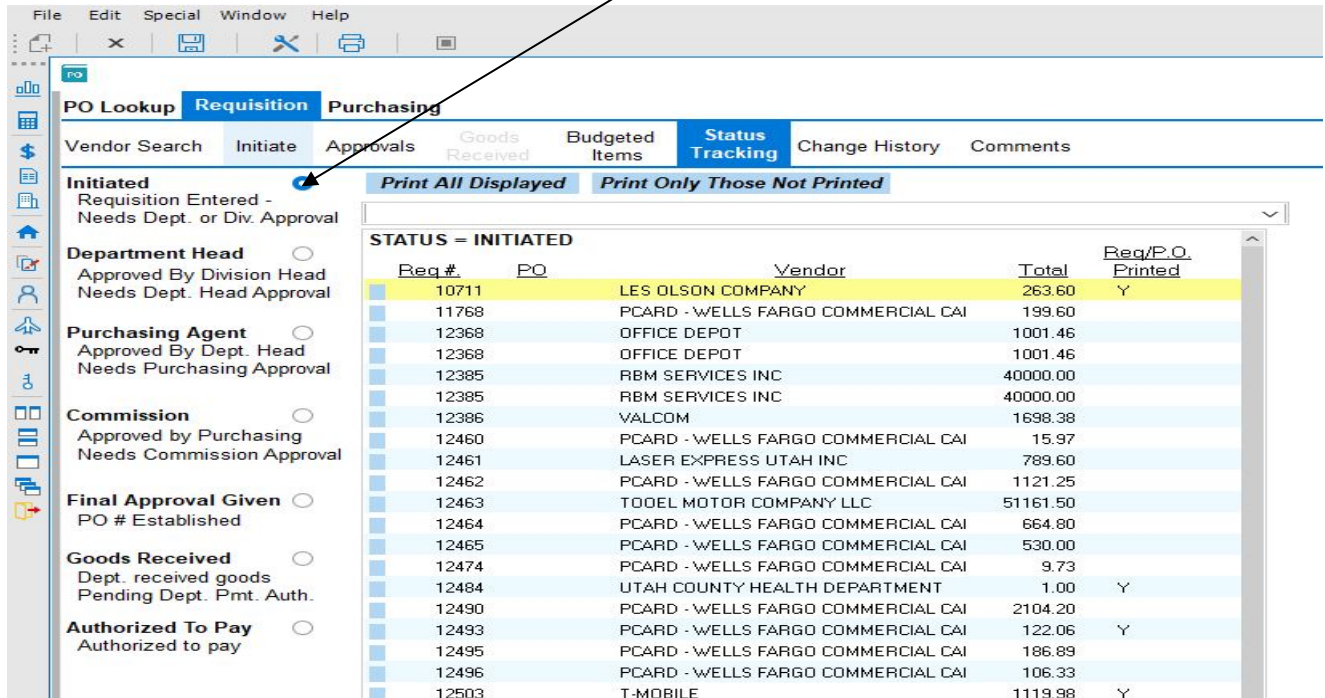 File Edit Special Window Help
PO
PO Lookup Requisition Purchasing
Vendor Search Initiate Approvals Goods Received Budgeted Items Status Tracking Change History Comments
Initiated
Requisition Entered -
Needs Dept. or Div. Approval
Department Head
Approved By Division Head
Needs Dept. Head Approval
Purchasing Agent
Approved By Dept. Head
Needs Purchasing Approval
Commission
Approved by Purchasing
Needs Commission Approval
Final Approval Given
PO # Established
Goods Received
Dept. received goods
Pending Dept. Pmt. Auth.
Authorized To Pay
Authorized to pay
Print All Displayed Print Only Those Not Printed
STATUS = INITIATED
Req #. PO Vendor Total Req/P.O. Printed
10711 LES OLSON COMPANY 263.60 Y
11768 PCARD - WELLS FARGO COMMERCIAL CAI 199.60
12368 OFFICE DEPOT 1001.46
12368 OFFICE DEPOT 1001.46
12385 RBM SERVICES INC 40000.00
12385 RBM SERVICES INC 40000.00
12386 VALCOM 1698.38
12460 PCARD - WELLS FARGO COMMERCIAL CAI 15.97
12461 LASER EXPRESS UTAH INC 789.60
12462 PCARD - WELLS FARGO COMMERCIAL CAI 1121.25
12463 TOOEL MOTOR COMPANY LLC 51161.50
12464 PCARD - WELLS FARGO COMMERCIAL CAI 664.80
12465 PCARD - WELLS FARGO COMMERCIAL CAI 530.00
12474 PCARD - WELLS FARGO COMMERCIAL CAI 9.73
12484 UTAH COUNTY HEALTH DEPARTMENT 1.00 Y
12490 PCARD - WELLS FARGO COMMERCIAL CAI 2104.20
12493 PCARD - WELLS FARGO COMMERCIAL CAI 122.06 Y
12495 PCARD - WELLS FARGO COMMERCIAL CAI 186.89
12496 PCARD - WELLS FARGO COMMERCIAL CAI 106.33
12503 T-MOBILE 1119.98 Y